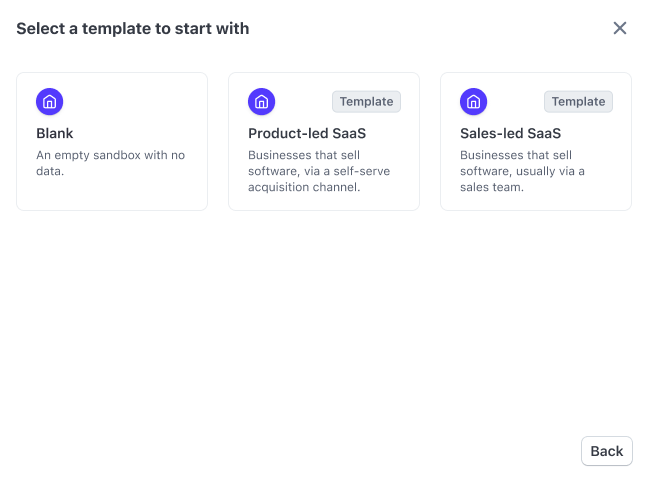 Select a template to start with
Blank
An empty sandbox with no
data.
Template
Product-led SaaS
Businesses that sell
software, via a self-serve
acquisition channel.
Template
Sales-led SaaS
Businesses that sell
software, usually via a
sales team.
Back